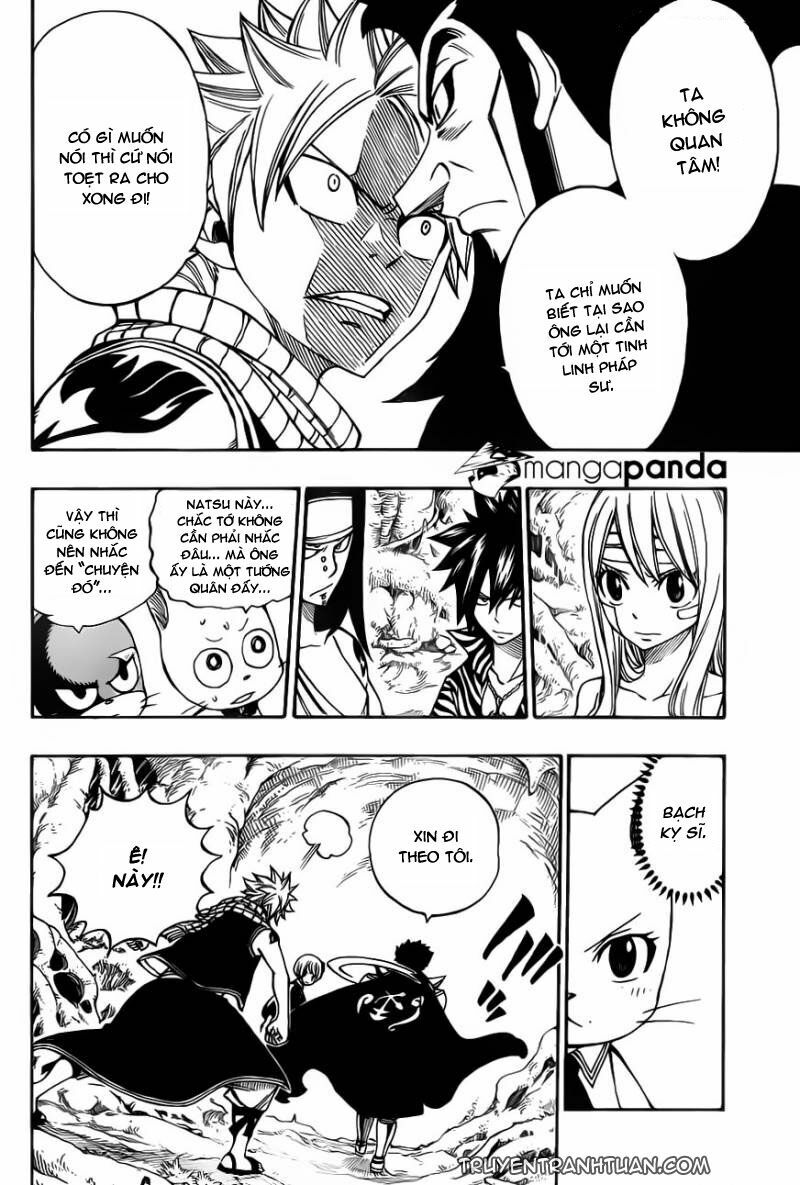 TA
KHÔNG
QUAN
TÂM!
TA CHỈ MUỐN
BIẾT TẠI SAO
ÔNG LẠI CẦN
TỚI MỘT TINH
LINH PHÁP
SƯ.
CÓ GÌ MUỐN
NÓI THÌ CỨ NÓI
TOẸT RA CHO
XONG ĐI!
mangapanda
NATSU NÀY...
CHẮC TỚ KHÔNG
CẦN PHẢI NHẮC
ĐÂU... MÀ ÔNG
ẤY LÀ MỘT TƯỚNG
QUÂN ĐẤY...
VẬY THÌ
CŨNG KHÔNG
NÊN NHẮC
ĐẾN "CHUYỆN
ĐÓ"...
BẠCH
KỴ SĨ.
XIN ĐI
THEO TÔI.
Ê!
NÀY!!
TRUYENTRANHTUAN.COM